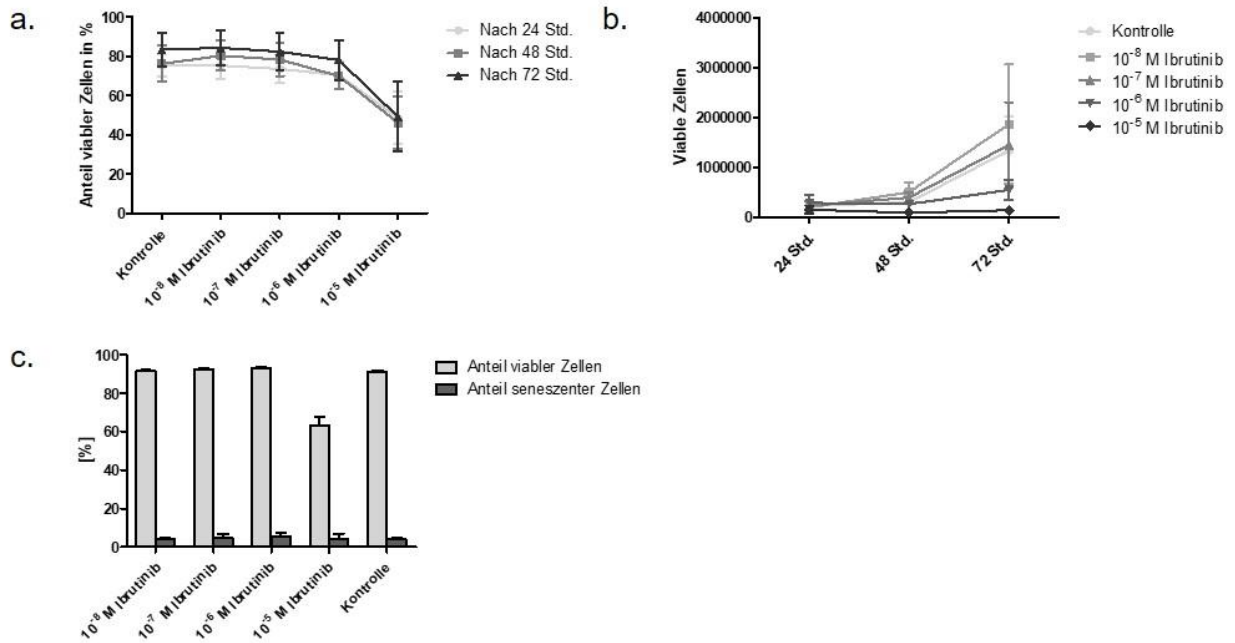 a.
Anteil viabler Zellen in %
100
80
60
40
20
0
Kontrolle
10⁻⁸ M Ibrutinib
10⁻⁷ M Ibrutinib
10⁻⁶ M Ibrutinib
10⁻⁵ M Ibrutinib
Nach 24 Std.
Nach 48 Std.
Nach 72 Std.
b.
Viable Zellen
4000000
3000000
2000000
1000000
0
24 Std.
48 Std.
72 Std.
Kontrolle
10⁻⁸ M Ibrutinib
10⁻⁷ M Ibrutinib
10⁻⁶ M Ibrutinib
10⁻⁵ M Ibrutinib
c.
[%]
100
80
60
40
20
0
10⁻⁸ M Ibrutinib
10⁻⁷ M Ibrutinib
10⁻⁶ M Ibrutinib
10⁻⁵ M Ibrutinib
Kontrolle
Anteil viabler Zellen
Anteil seneszenter Zellen